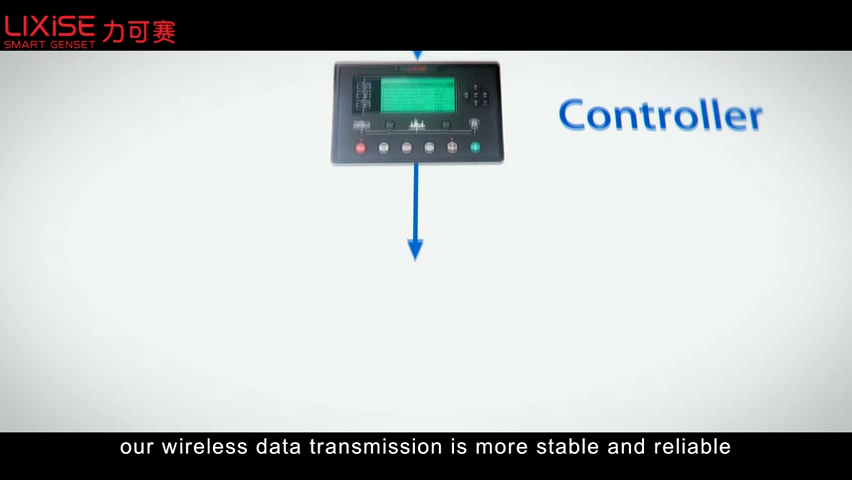 LIXiSE 力可赛
SMART GENSET
Controller
our wireless data transmission is more stable and reliable